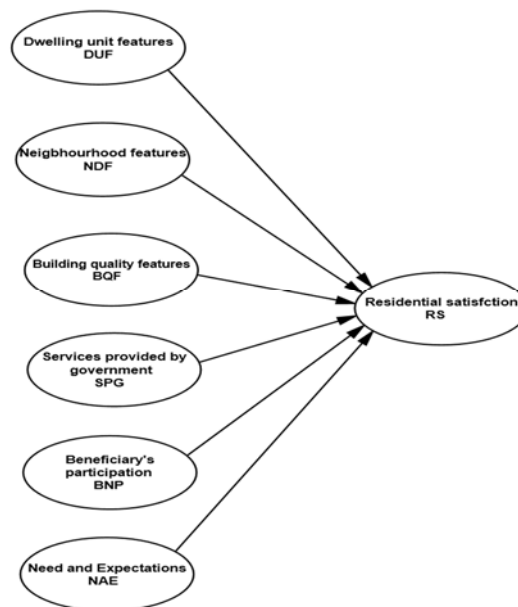 Dwelling unit features
DUF
Neigbhourhood features
NDF
Building quality features
BQF
Residential satisfction
RS
Services provided by
government
SPG
Beneficiary's
participation
BNP
Need and Expectations
NAE